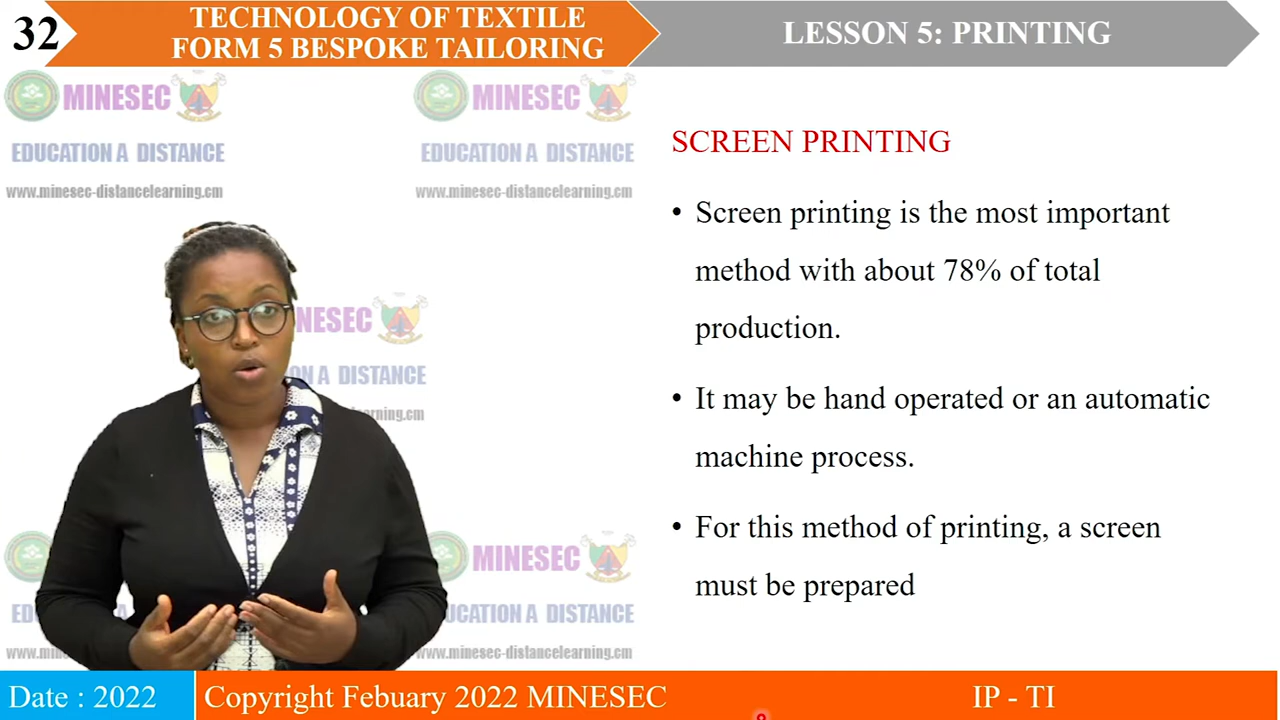 32
TECHNOLOGY OF TEXTILE
FORM 5 BESPOKE TAILORING
LESSON 5: PRINTING
MINESEC
EDUCATION A DISTANCE
www.minesec-distancelearning.cm
MINESEC
EDUCATION A DISTANCE
www.minesec-distancelearning.cm
SCREEN PRINTING
• Screen printing is the most important
method with about 78% of total
production.
• It may be hand operated or an automatic
machine process.
• For this method of printing, a screen
must be prepared
NESEC
ON A DISTANCE
MINESEC
EDUCATION A DISTANCE
www.minesec-distancelearning.cm
Date : 2022
Copyright Febuary 2022 MINESEC
IP - TI